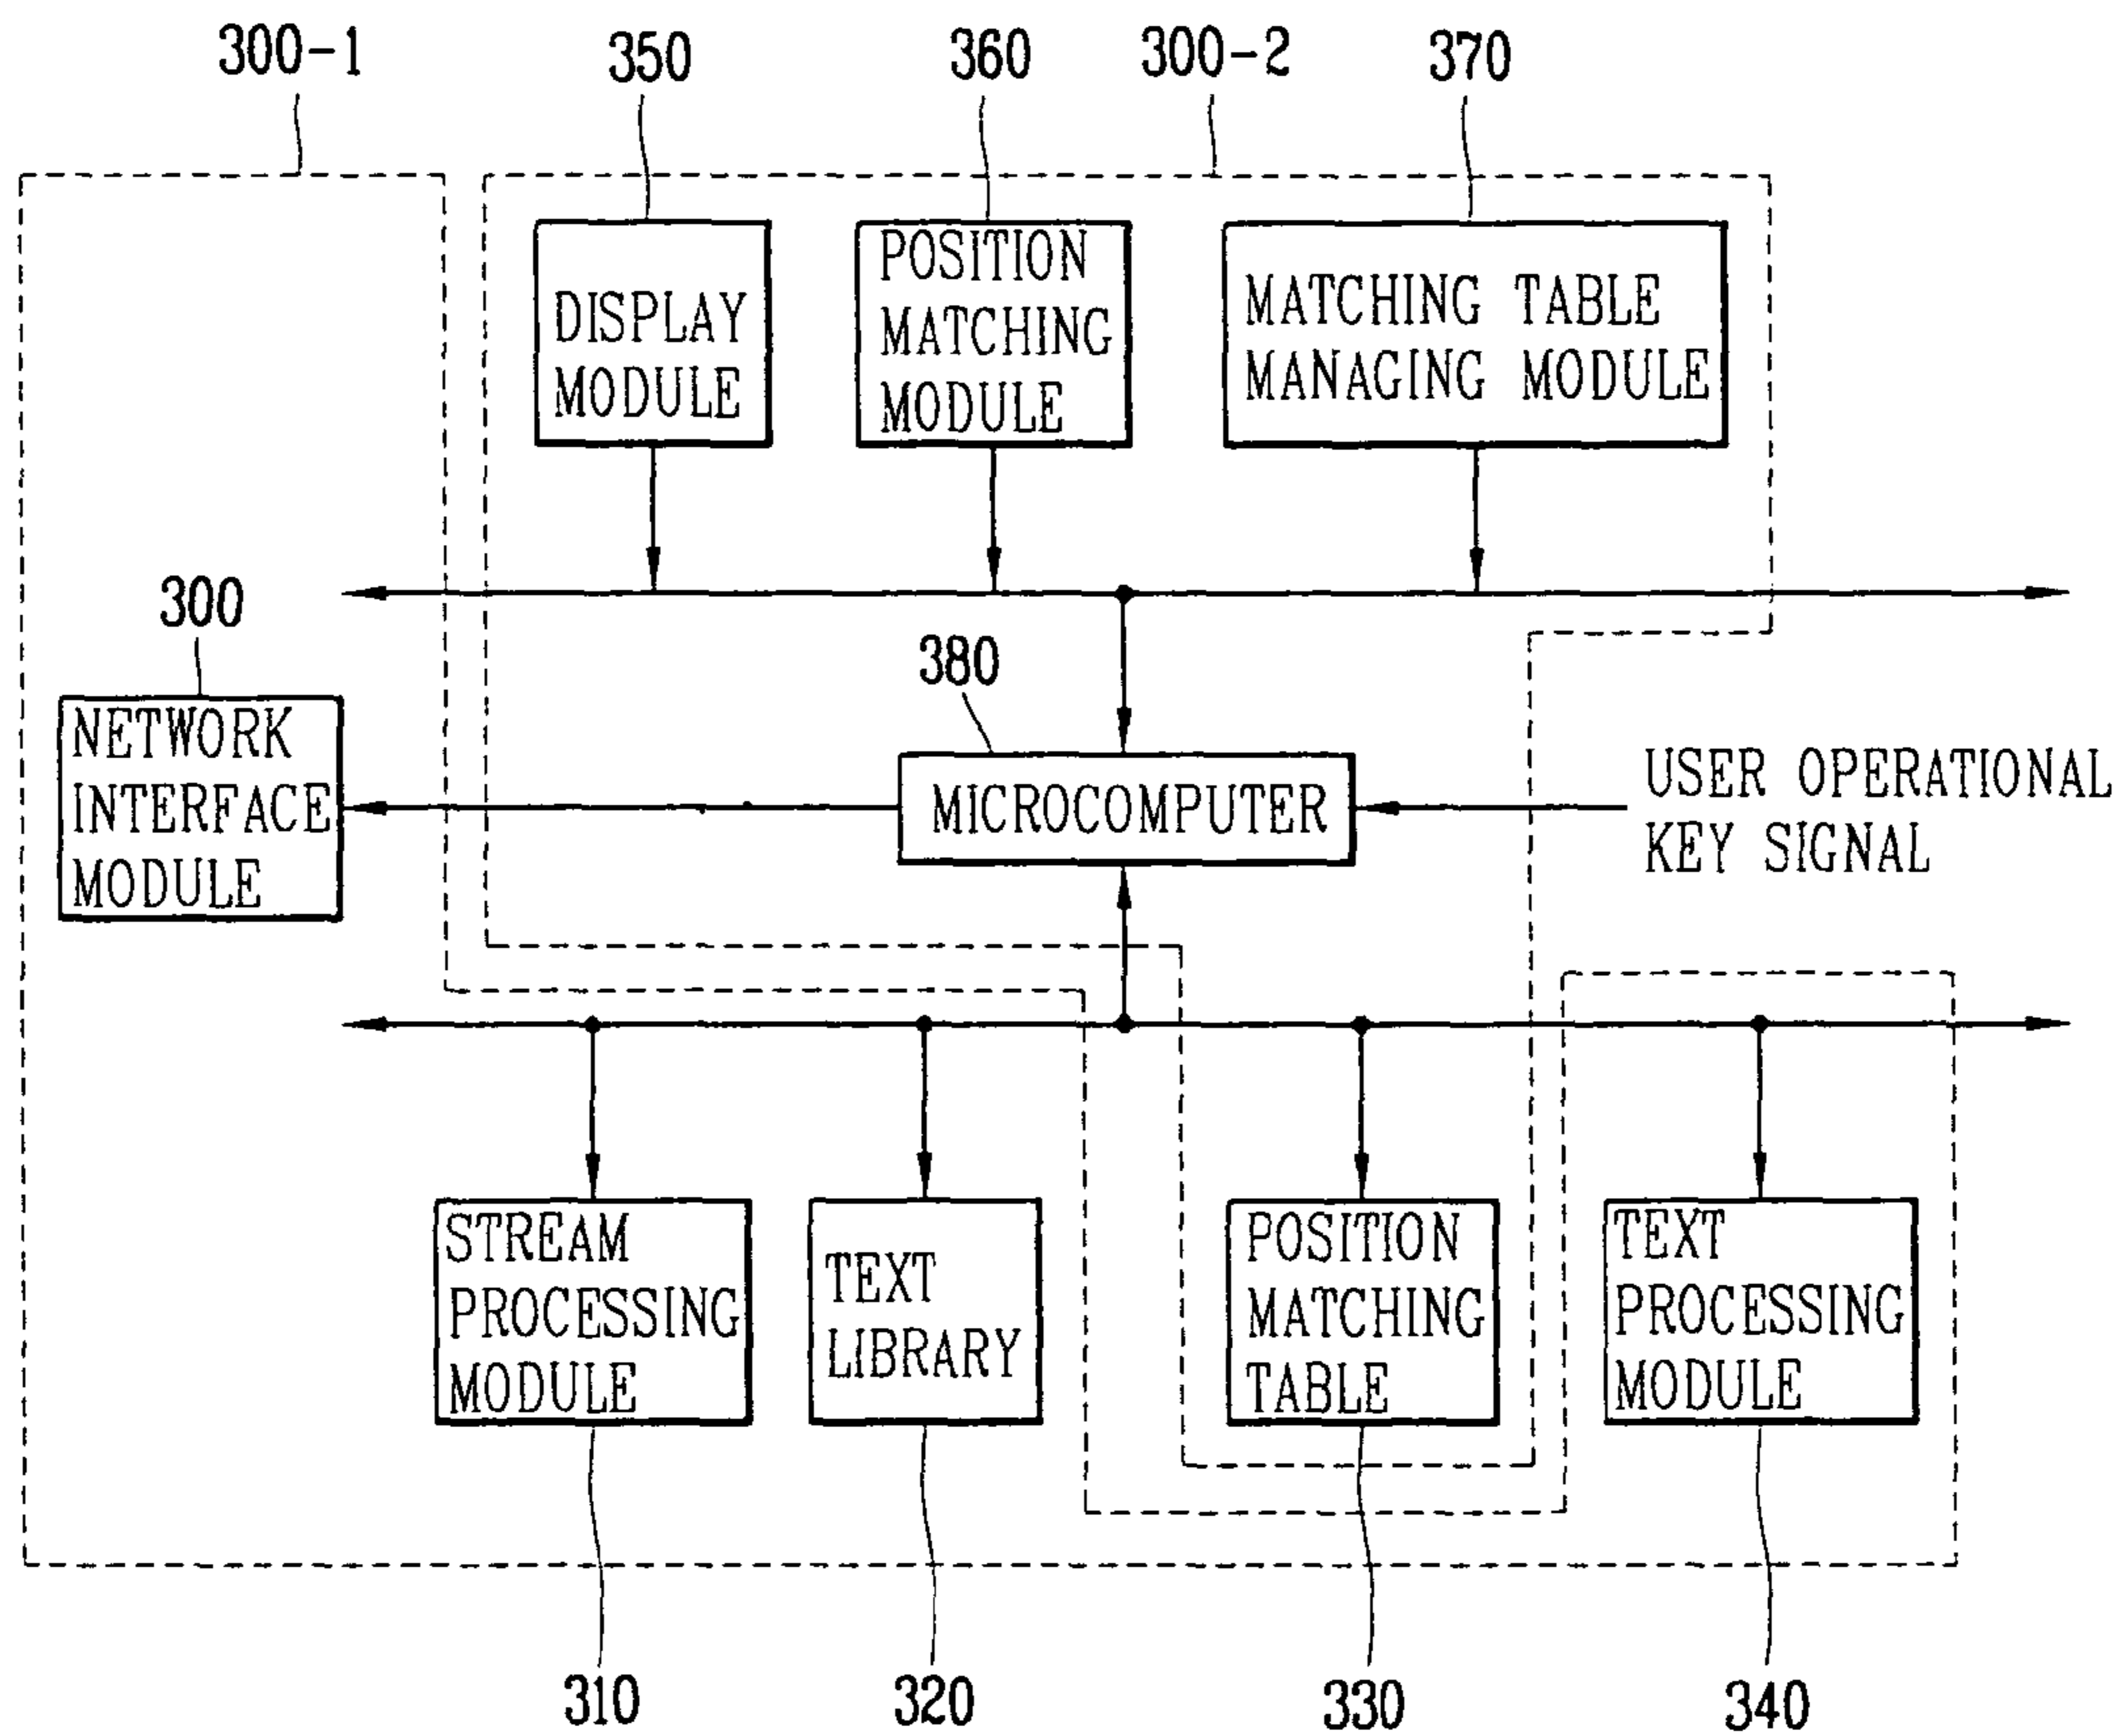 300-1
350
360
300-2
370
DISPLAY
MODULE
POSITION
MATCHING
MODULE
MATCHING TABLE
MANAGING MODULE
300
NETWORK
INTERFACE
MODULE
380
MICROCOMPUTER
USER OPERATIONAL
KEY SIGNAL
STREAM
PROCESSING
MODULE
TEXT
LIBRARY
POSITION
MATCHING
TABLE
TEXT
PROCESSING
MODULE
310
320
330
340